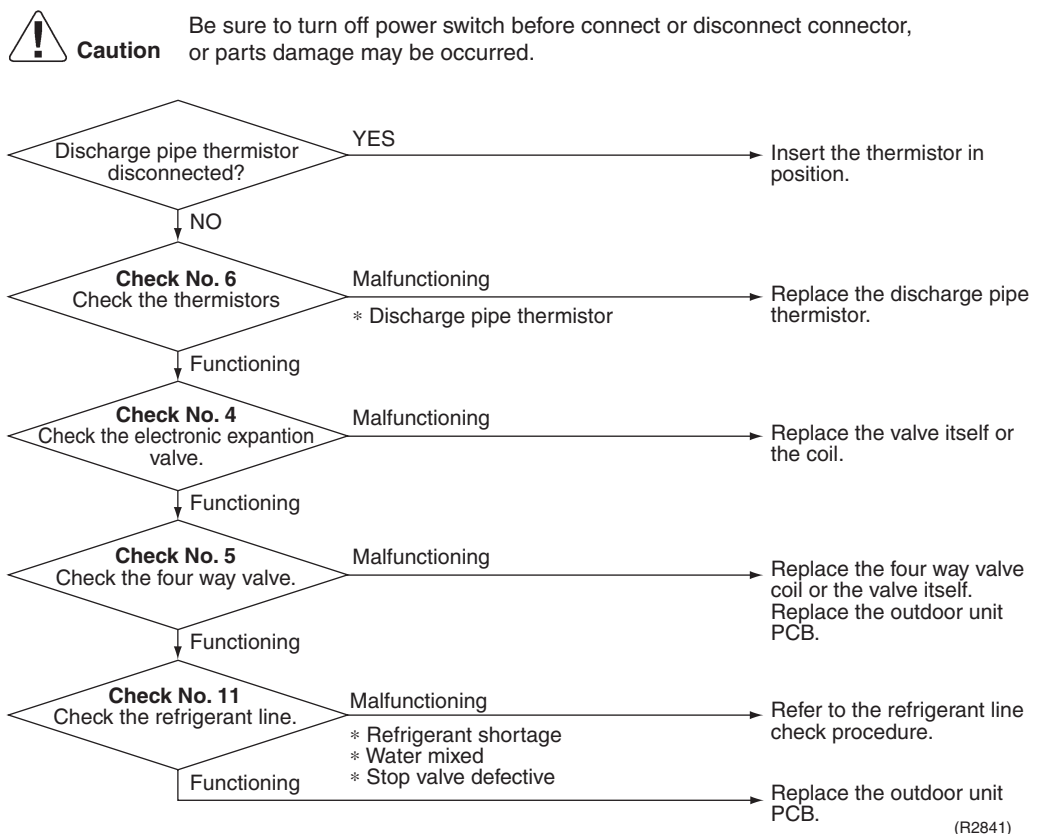 Caution
Be sure to turn off power switch before connect or disconnect connector,
or parts damage may be occurred.
Discharge pipe thermistor
disconnected?
YES
Insert the thermistor in
position.
NO
Check No. 6
Check the thermistors
Malfunctioning
* Discharge pipe thermistor
Replace the discharge pipe
thermistor.
Functioning
Check No. 4
Check the electronic expantion
valve.
Malfunctioning
Replace the valve itself or
the coil.
Functioning
Check No. 5
Check the four way valve.
Malfunctioning
Replace the four way valve
coil or the valve itself.
Replace the outdoor unit
PCB.
Functioning
Check No. 11
Check the refrigerant line.
Malfunctioning
* Refrigerant shortage
* Water mixed
* Stop valve defective
Refer to the refrigerant line
check procedure.
Functioning
Replace the outdoor unit
PCB.
(R2841)